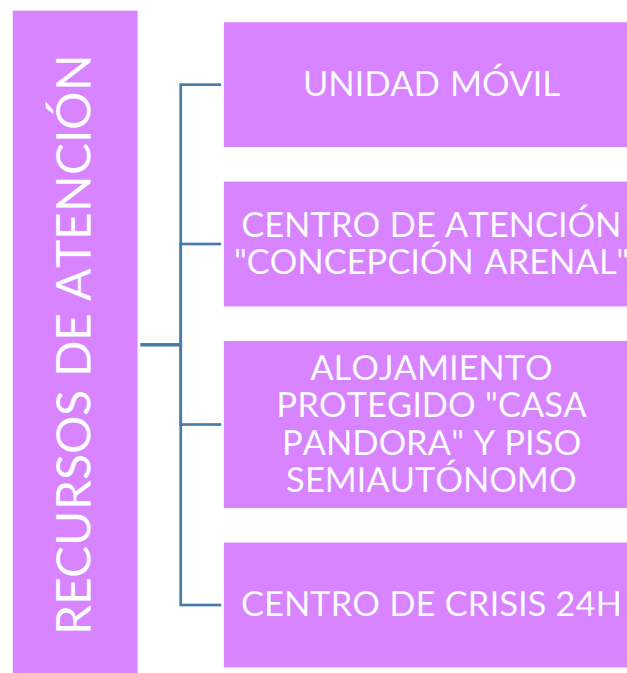 RECURSOS DE ATENCIÓN
UNIDAD MÓVIL
CENTRO DE ATENCIÓN
"CONCEPCIÓN ARENAL"
ALOJAMIENTO
PROTEGIDO "CASA
PANDORA" Y PISO
SEMIAUTÓNOMO
CENTRO DE CRISIS 24H